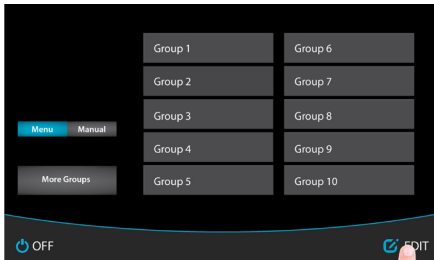 Group 1
Group 2
Group 3
Group 4
Group 5
Group 6
Group 7
Group 8
Group 9
Group 10
Menu
Manual
More Groups
OFF
EDIT